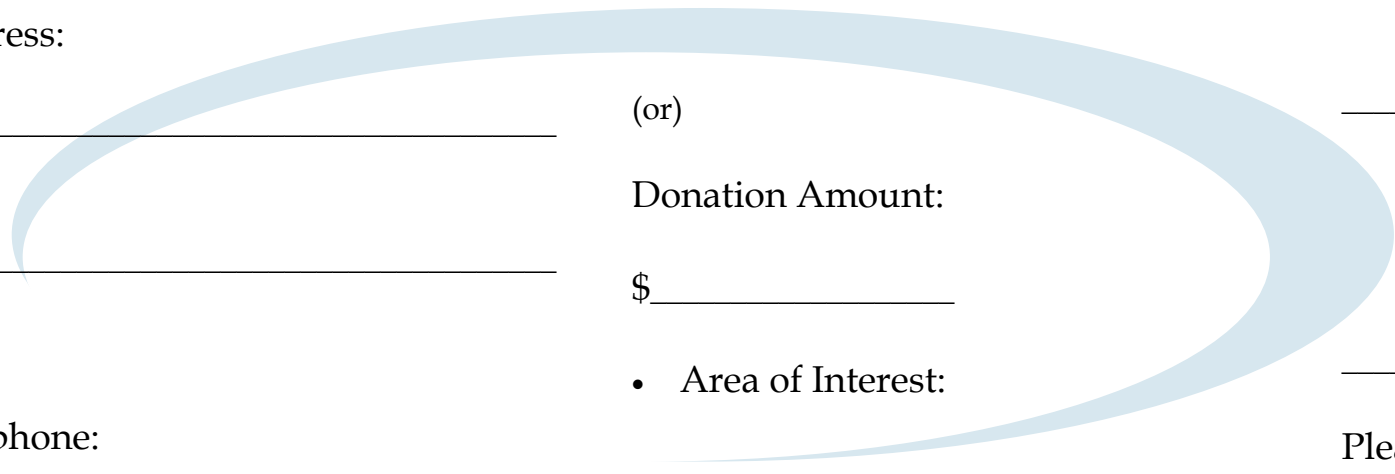 ress:
(or)
Donation Amount:
$
• Area of Interest:
phone:
Ple